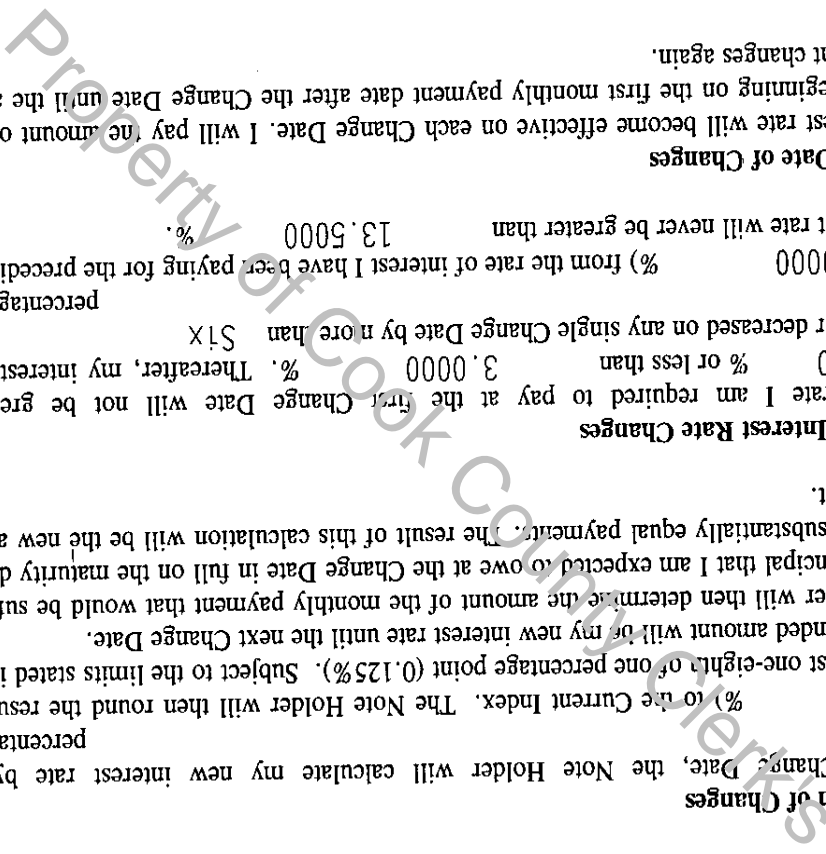 n of Changes
Change Date, the Note Holder will calculate my new interest rate by
percenta
%) to the Current Index. The Note Holder will then round the resu
st one-eighth of one percentage point (0.125%). Subject to the limits stated i
nded amount will be my new interest rate until the next Change Date.
er will then determine the amount of the monthly payment that would be suf
ncipal that I am expected to owe at the Change Date in full on the maturity d
substantially equal payments. The result of this calculation will be the new a
t.
Interest Rate Changes
rate I am required to pay at the first Change Date will not be gre
0 % or less than 3.0000 %. Thereafter, my interest
r decreased on any single Change Date by more than Six
percentag
0000 %) from the rate of interest I have been paying for the precedi
t rate will never be greater than 13.5000 %.
Date of Changes
est rate will become effective on each Change Date. I will pay the amount o
eginning on the first monthly payment date after the Change Date until the a
nt changes again.
Property of Cook County Clerk's